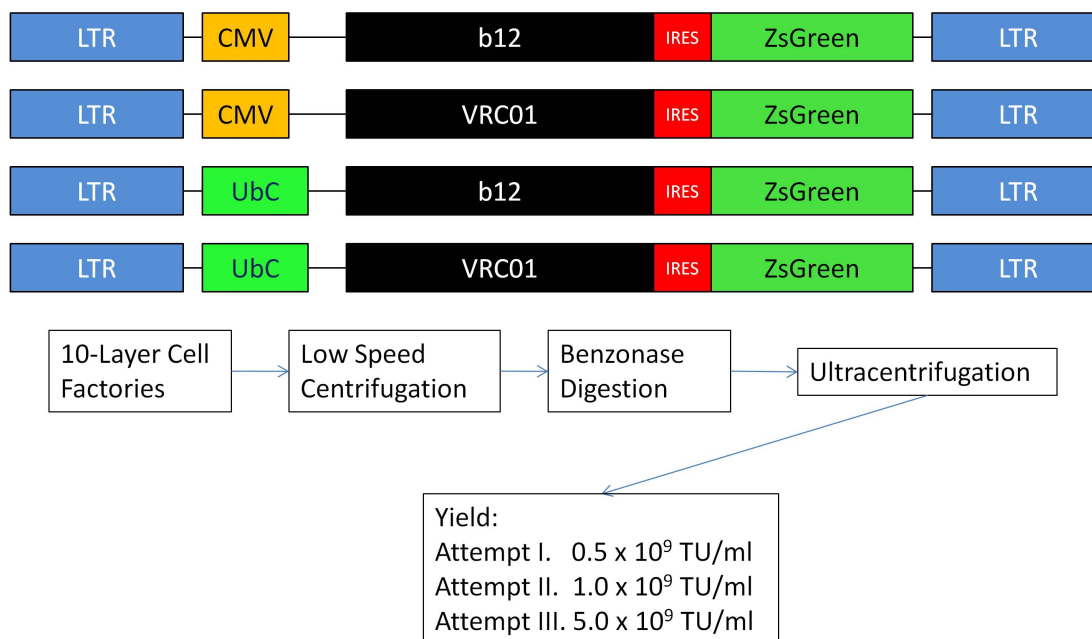 LTR CMV b12 IRES ZsGreen LTR
LTR CMV VRC01 IRES ZsGreen LTR
LTR UbC b12 IRES ZsGreen LTR
LTR UbC VRC01 IRES ZsGreen LTR
10-Layer Cell
Factories
Low Speed
Centrifugation
Benzonase
Digestion
Ultracentrifugation
Yield:
Attempt I. 0.5 x 10⁹ TU/ml
Attempt II. 1.0 x 10⁹ TU/ml
Attempt III. 5.0 x 10⁹ TU/ml